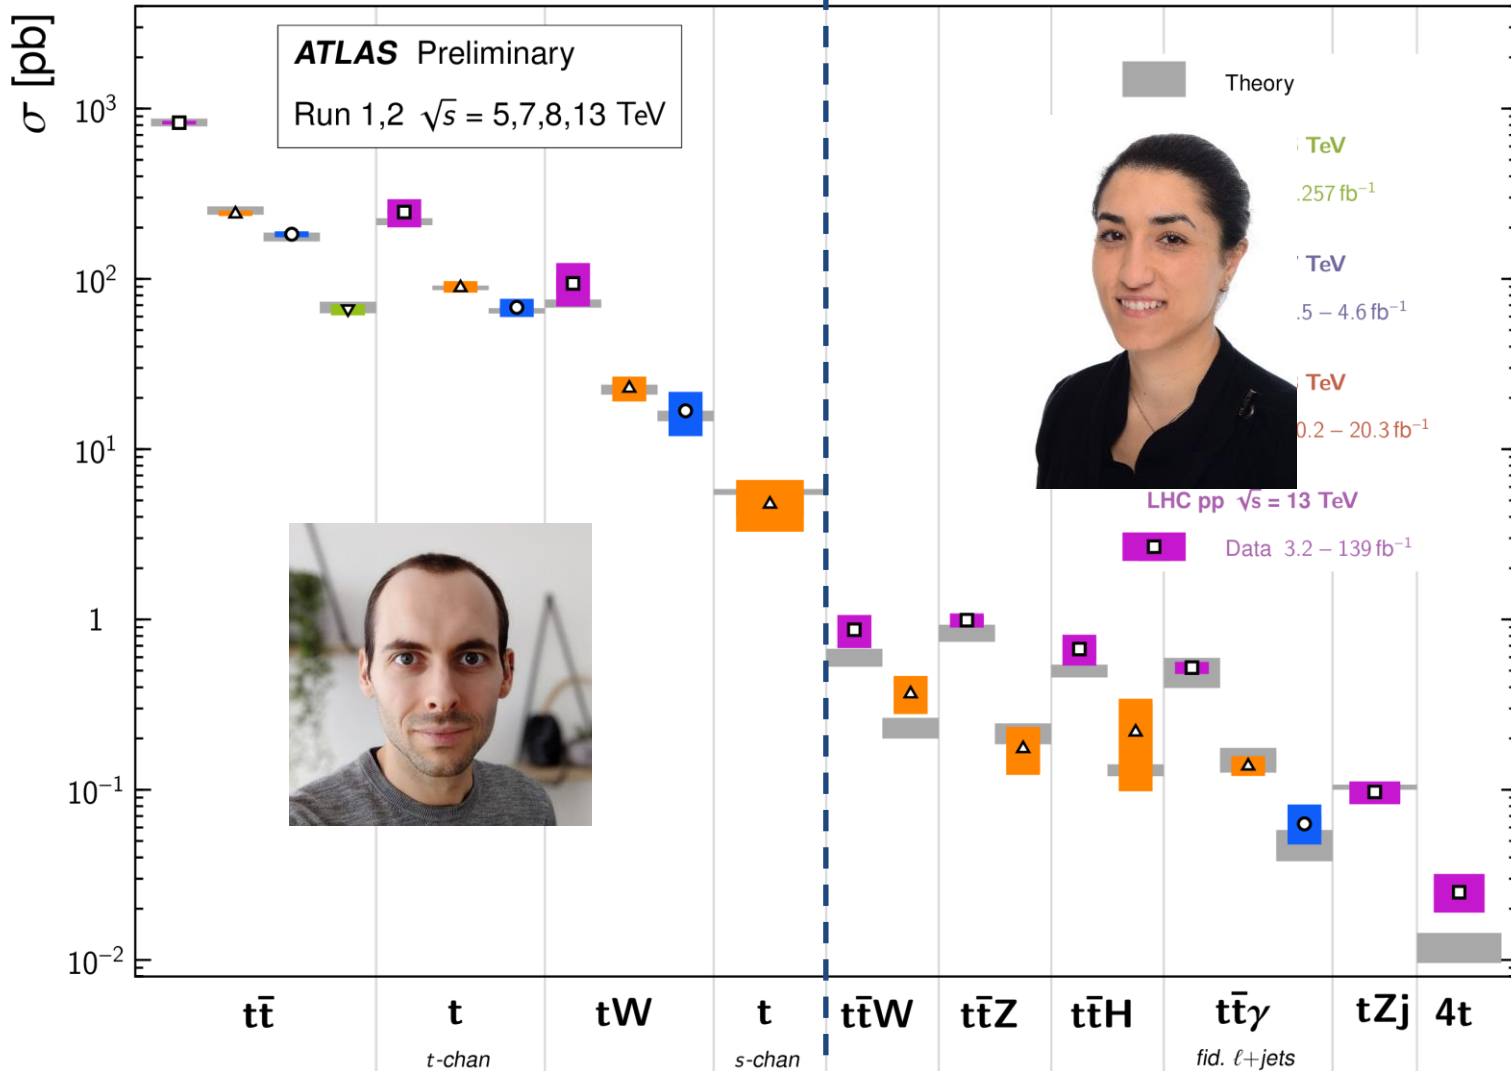 σ [pb]
ATLAS Preliminary
Run 1,2 √s = 5,7,8,13 TeV
10³
10²
10¹
1
10⁻¹
10⁻²
Theory
TeV
.257 fb⁻¹
TeV
.5 – 4.6 fb⁻¹
TeV
0.2 – 20.3 fb⁻¹
LHC pp √s = 13 TeV
Data 3.2 – 139 fb⁻¹
tt̄ t tW t tt̄W tt̄Z tt̄H tt̄γ tZj 4t
t-chan s-chan fid. ℓ+jets